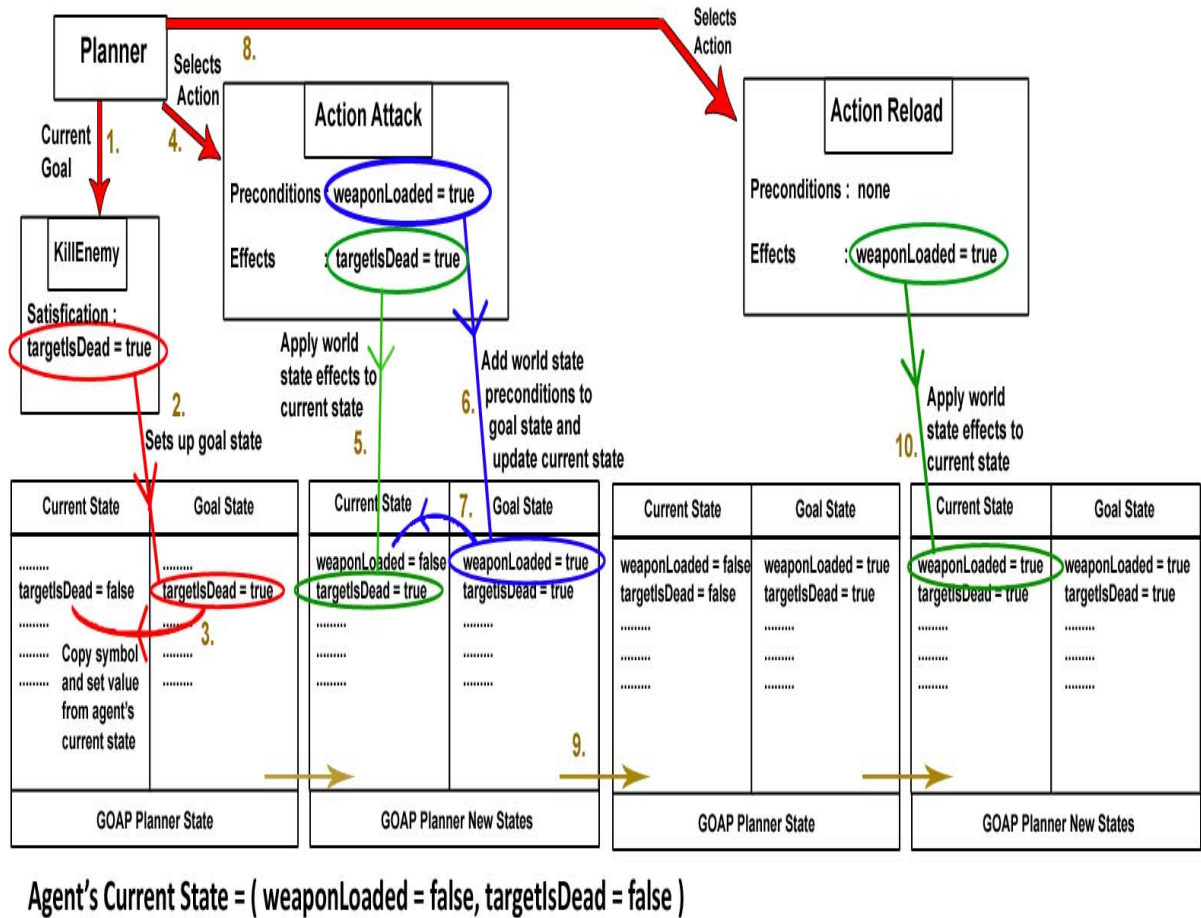 Planner
8.
Selects
Action
Selects
Action
1.
4.
Current
Goal
Action Attack
Preconditions : weaponLoaded = true
Effects : targetIsDead = true
Action Reload
Preconditions : none
Effects : weaponLoaded = true
KillEnemy
Satisfication :
targetIsDead = true
2.
Sets up goal state
Apply world
state effects to
current state
5.
6.
Add world state
preconditions to
goal state and
update current state
10.
Apply world
state effects to
current state
Current State
Goal State
.........
.........
targetIsDead = false
targetIsDead = true
.........
.........
3.
.........
.........
.........
.........
Copy symbol
and set value
from agent's
current state
GOAP Planner State
Current State
7.
Goal State
weaponLoaded = false
weaponLoaded = true
targetIsDead = true
targetIsDead = true
.........
.........
.........
.........
.........
.........
9.
GOAP Planner New States
Current State
Goal State
weaponLoaded = false
weaponLoaded = true
targetIsDead = false
targetIsDead = true
.........
.........
.........
.........
.........
.........
GOAP Planner State
Current State
Goal State
weaponLoaded = true
weaponLoaded = true
targetIsDead = true
targetIsDead = true
.........
.........
.........
.........
.........
.........
GOAP Planner New States
Agent's Current State = ( weaponLoaded = false, targetIsDead = false )